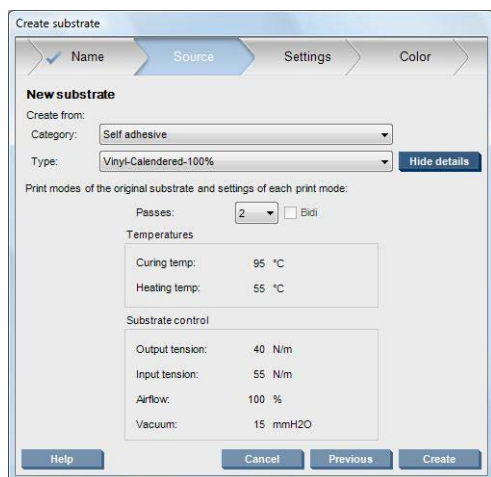 Create substrate
Name Source Settings Color
New substrate
Create from:
Category: Self adhesive
Type: Vinyl-Calendered-100% Hide details
Print modes of the original substrate and settings of each print mode:
Passes: 2 Bidi
Temperatures
Curing temp: 95 °C
Heating temp: 55 °C
Substrate control
Output tension: 40 N/m
Input tension: 55 N/m
Airflow: 100 %
Vacuum: 15 mmH2O
Help Cancel Previous Create